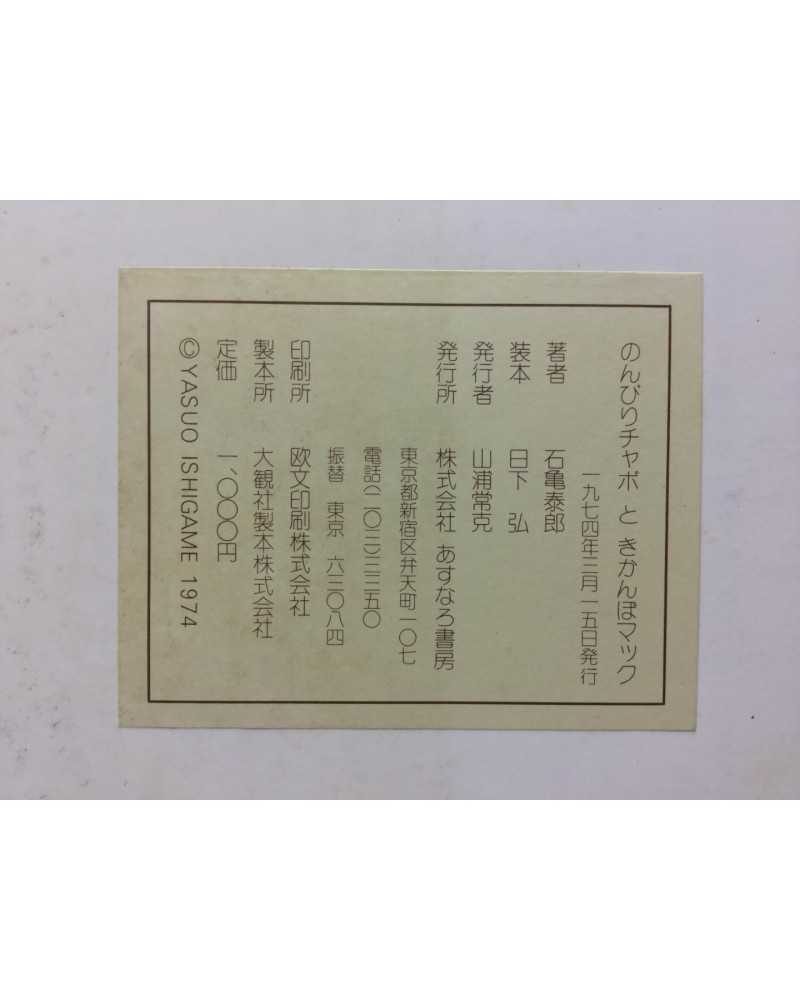 のんびりチャボ と きかんぼマック
一九七四年三月一五日発行
著者 石亀泰郎
装本 日下 弘
発行者 山浦常克
発行所 株式会社 あすなろ書房
東京都新宿区弁天町一〇七
電話(二〇三)三三五〇
振替 東京 六三〇八四
印刷所 欧文印刷株式会社
製本所 大観社製本株式会社
定価 一、〇〇〇円
©YASUO ISHIGAME 1974